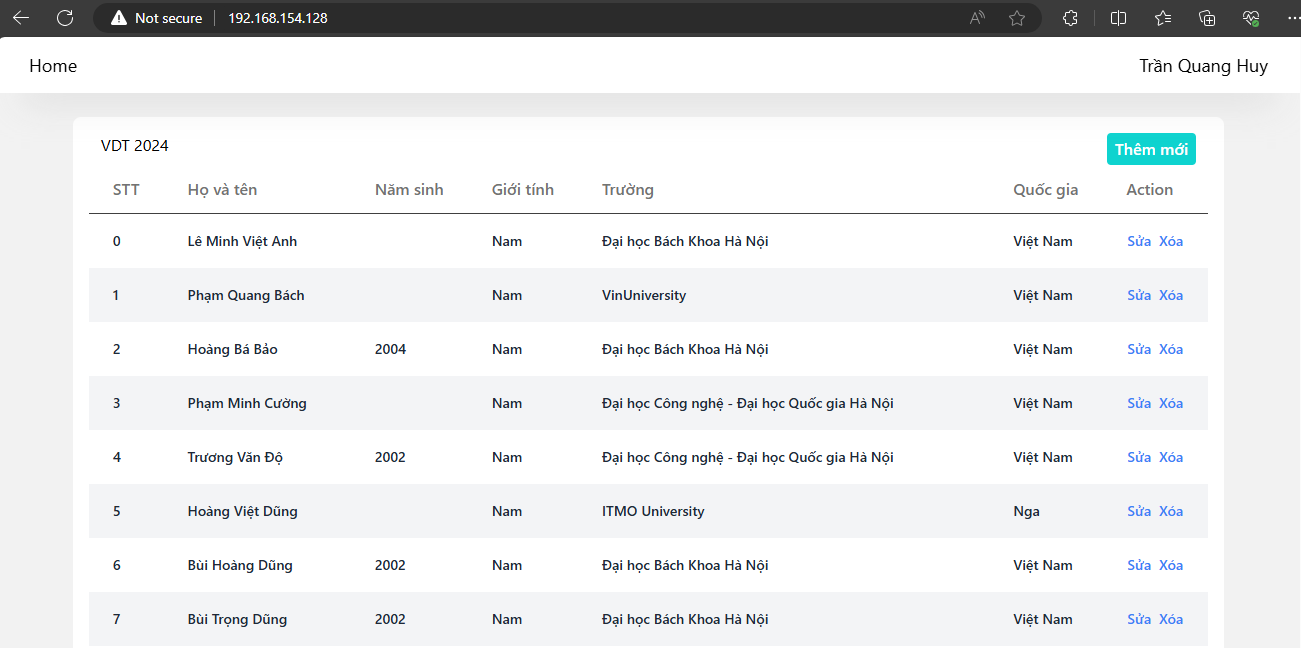 Not secure 192.168.154.128
Home Trần Quang Huy
VDT 2024 Thêm mới
STT Họ và tên Năm sinh Giới tính Trường Quốc gia Action
0 Lê Minh Việt Anh Nam Đại học Bách Khoa Hà Nội Việt Nam Sửa Xóa
1 Phạm Quang Bách Nam VinUniversity Việt Nam Sửa Xóa
2 Hoàng Bá Bảo 2004 Nam Đại học Bách Khoa Hà Nội Việt Nam Sửa Xóa
3 Phạm Minh Cường Nam Đại học Công nghệ - Đại học Quốc gia Hà Nội Việt Nam Sửa Xóa
4 Trương Văn Độ 2002 Nam Đại học Công nghệ - Đại học Quốc gia Hà Nội Việt Nam Sửa Xóa
5 Hoảng Việt Dũng Nam ITMO University Nga Sửa Xóa
6 Bùi Hoàng Dũng 2002 Nam Đại học Bách Khoa Hà Nội Việt Nam Sửa Xóa
7 Bùi Trọng Dũng 2002 Nam Đại học Bách Khoa Hà Nội Việt Nam Sửa Xóa